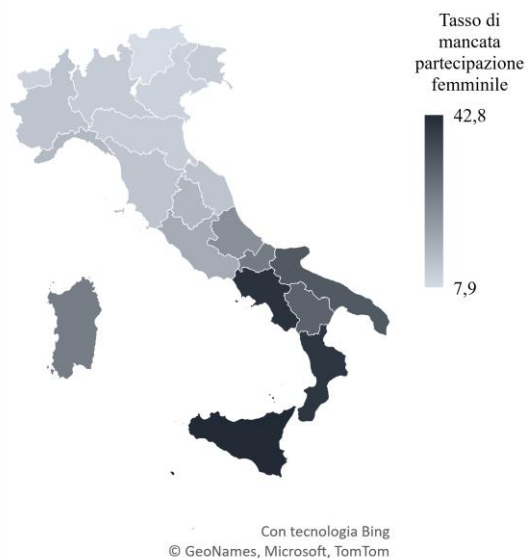 Tasso di
mancata
partecipazione
femminile
42,8
7,9
Con tecnologia Bing
© GeoNames, Microsoft, TomTom